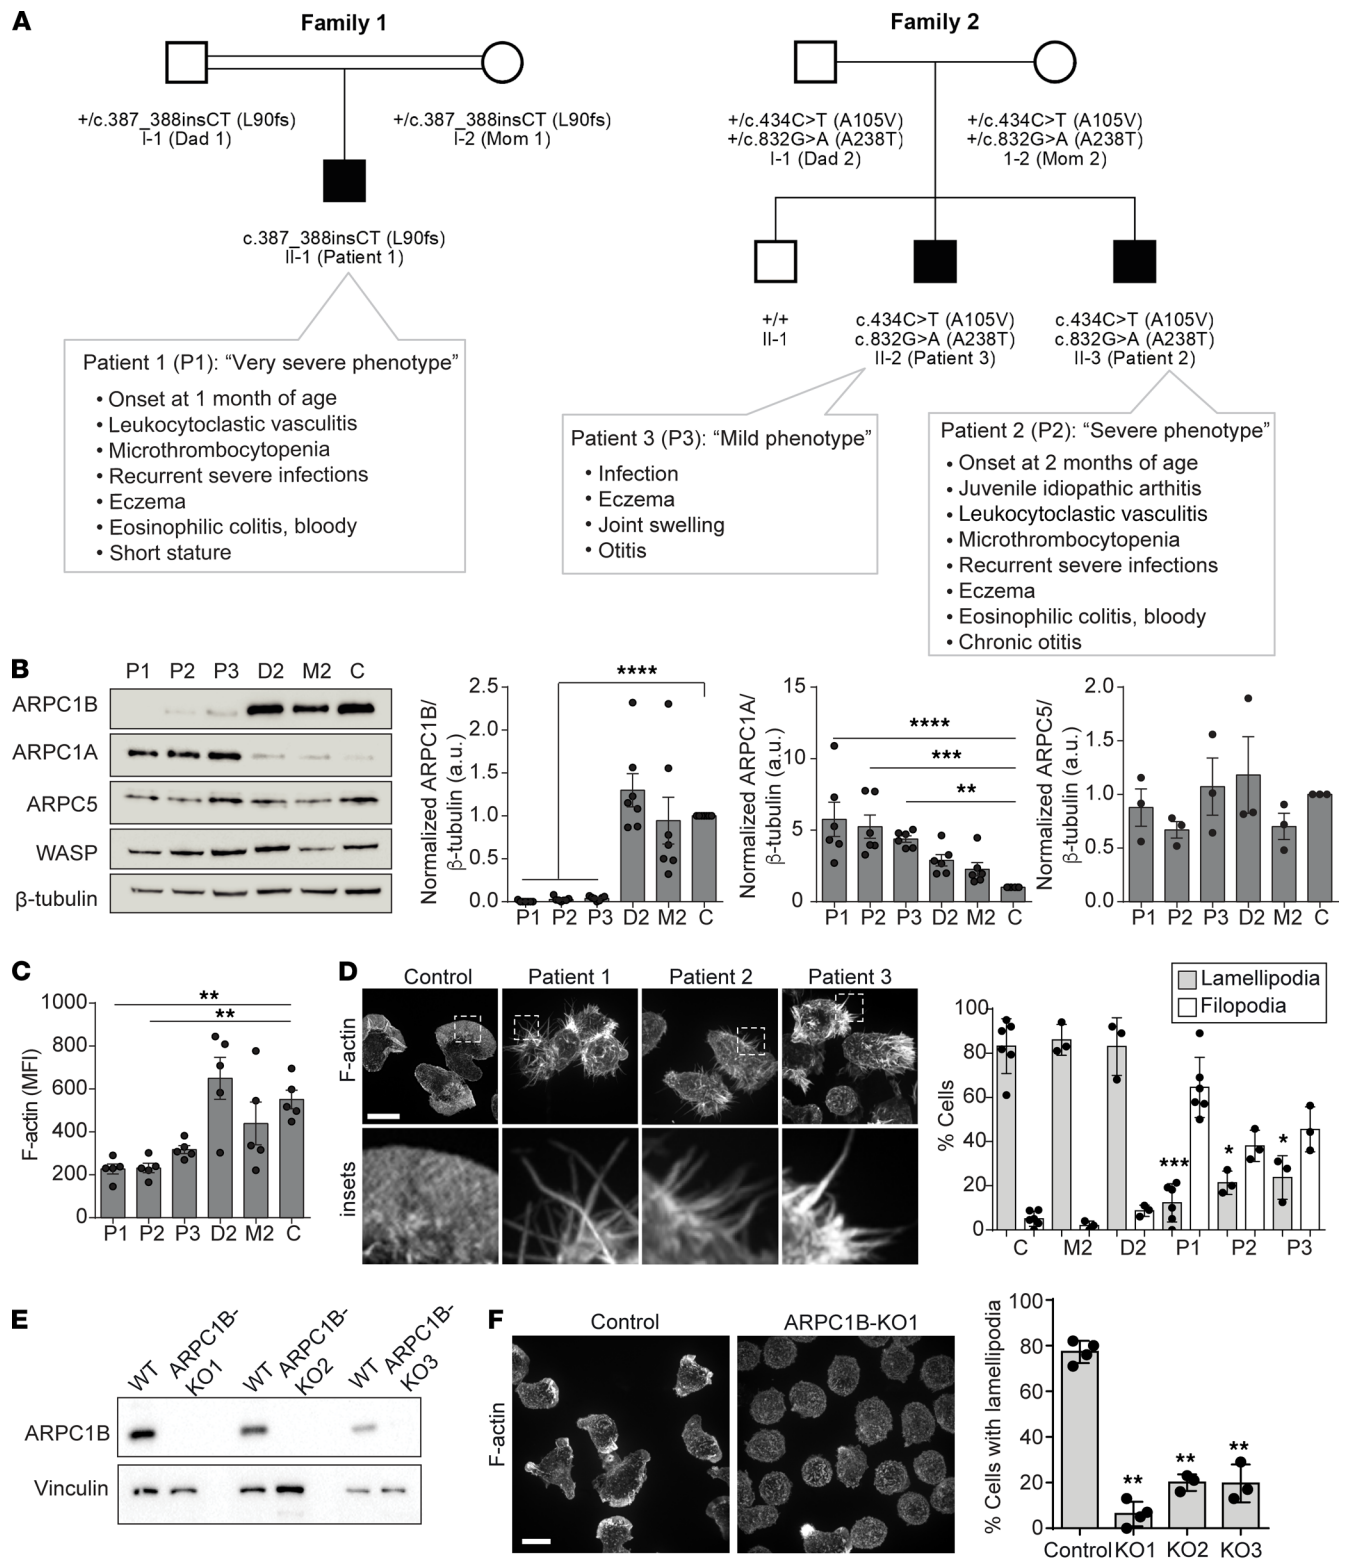 A
Family 1
Family 2
+/c.387_388insCT (L90fs)
I-1 (Dad 1)
+/c.387_388insCT (L90fs)
I-2 (Mom 1)
c.387_388insCT (L90fs)
II-1 (Patient 1)
+/c.434C>T (A105V)
+/c.832G>A (A238T)
I-1 (Dad 2)
+/c.434C>T (A105V)
+/c.832G>A (A238T)
1-2 (Mom 2)
+/+
II-1
c.434C>T (A105V)
c.832G>A (A238T)
II-2 (Patient 3)
c.434C>T (A105V)
c.832G>A (A238T)
II-3 (Patient 2)
Patient 1 (P1): “Very severe phenotype”
• Onset at 1 month of age
• Leukocytoclastic vasculitis
• Microthrombocytopenia
• Recurrent severe infections
• Eczema
• Eosinophilic colitis, bloody
• Short stature
Patient 3 (P3): “Mild phenotype”
• Infection
• Eczema
• Joint swelling
• Otitis
Patient 2 (P2): “Severe phenotype”
• Onset at 2 months of age
• Juvenile idiopathic arthitis
• Leukocytoclastic vasculitis
• Microthrombocytopenia
• Recurrent severe infections
• Eczema
• Eosinophilic colitis, bloody
• Chronic otitis
B
P1 P2 P3 D2 M2 C
ARPC1B
ARPC1A
ARPC5
WASP
β-tubulin
Normalized ARPC1B/
β-tubulin (a.u.)
2.5
2.0
1.5
1.0
0.5
0.0
****
P1 P2 P3 D2 M2 C
Normalized ARPC1A/
β-tubulin (a.u.)
15
10
5
0
****
***
**
P1 P2 P3 D2 M2 C
Normalized ARPC5/
β-tubulin (a.u.)
2.0
1.5
1.0
0.5
0.0
P1 P2 P3 D2 M2 C
C
F-actin (MFI)
1000
800
600
400
200
0
**
**
P1 P2 P3 D2 M2 C
D
Control Patient 1 Patient 2 Patient 3
F-actin
insets
Lamellipodia
Filopodia
% Cells
100
80
60
40
20
0
***
*
*
C M2 D2 P1 P2 P3
E
WT
ARPC1B-
KO1
WT
ARPC1B-
KO2
WT
ARPC1B-
KO3
ARPC1B
Vinculin
F
Control ARPC1B-KO1
F-actin
% Cells with lamellipodia
100
80
60
40
20
0
**
**
**
Control KO1 KO2 KO3